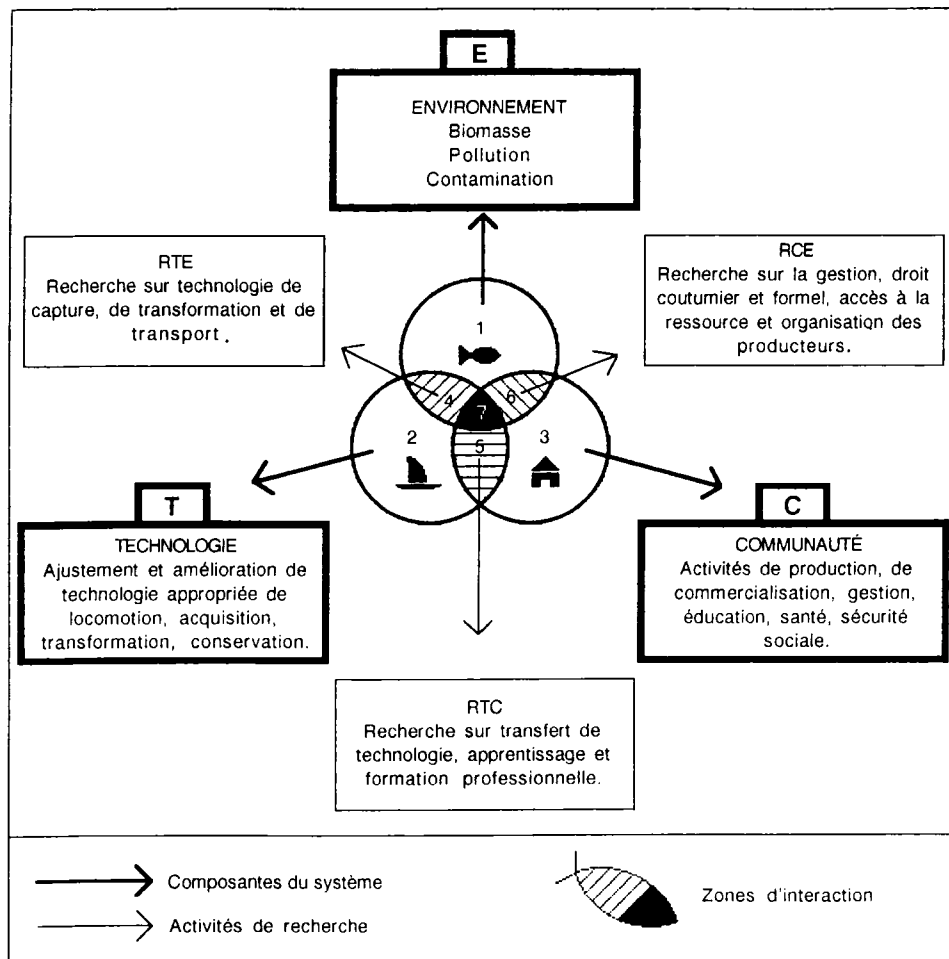 E
ENVIRONNEMENT
Biomasse
Pollution
Contamination
RTE
Recherche sur technologie de
capture, de transformation et de
transport.
RCE
Recherche sur la gestion, droit
coutumier et formel, accès à la
ressource et organisation des
producteurs.
1
4
7
6
2
5
3
T
TECHNOLOGIE
Ajustement et amélioration de
technologie appropriée de
locomotion, acquisition,
transformation, conservation.
C
COMMUNAUTÉ
Activités de production, de
commercialisation, gestion,
éducation, santé, sécurité
sociale.
RTC
Recherche sur transfert de
technologie, apprentissage et
formation professionnelle.
Composantes du système
Activités de recherche
Zones d'interaction